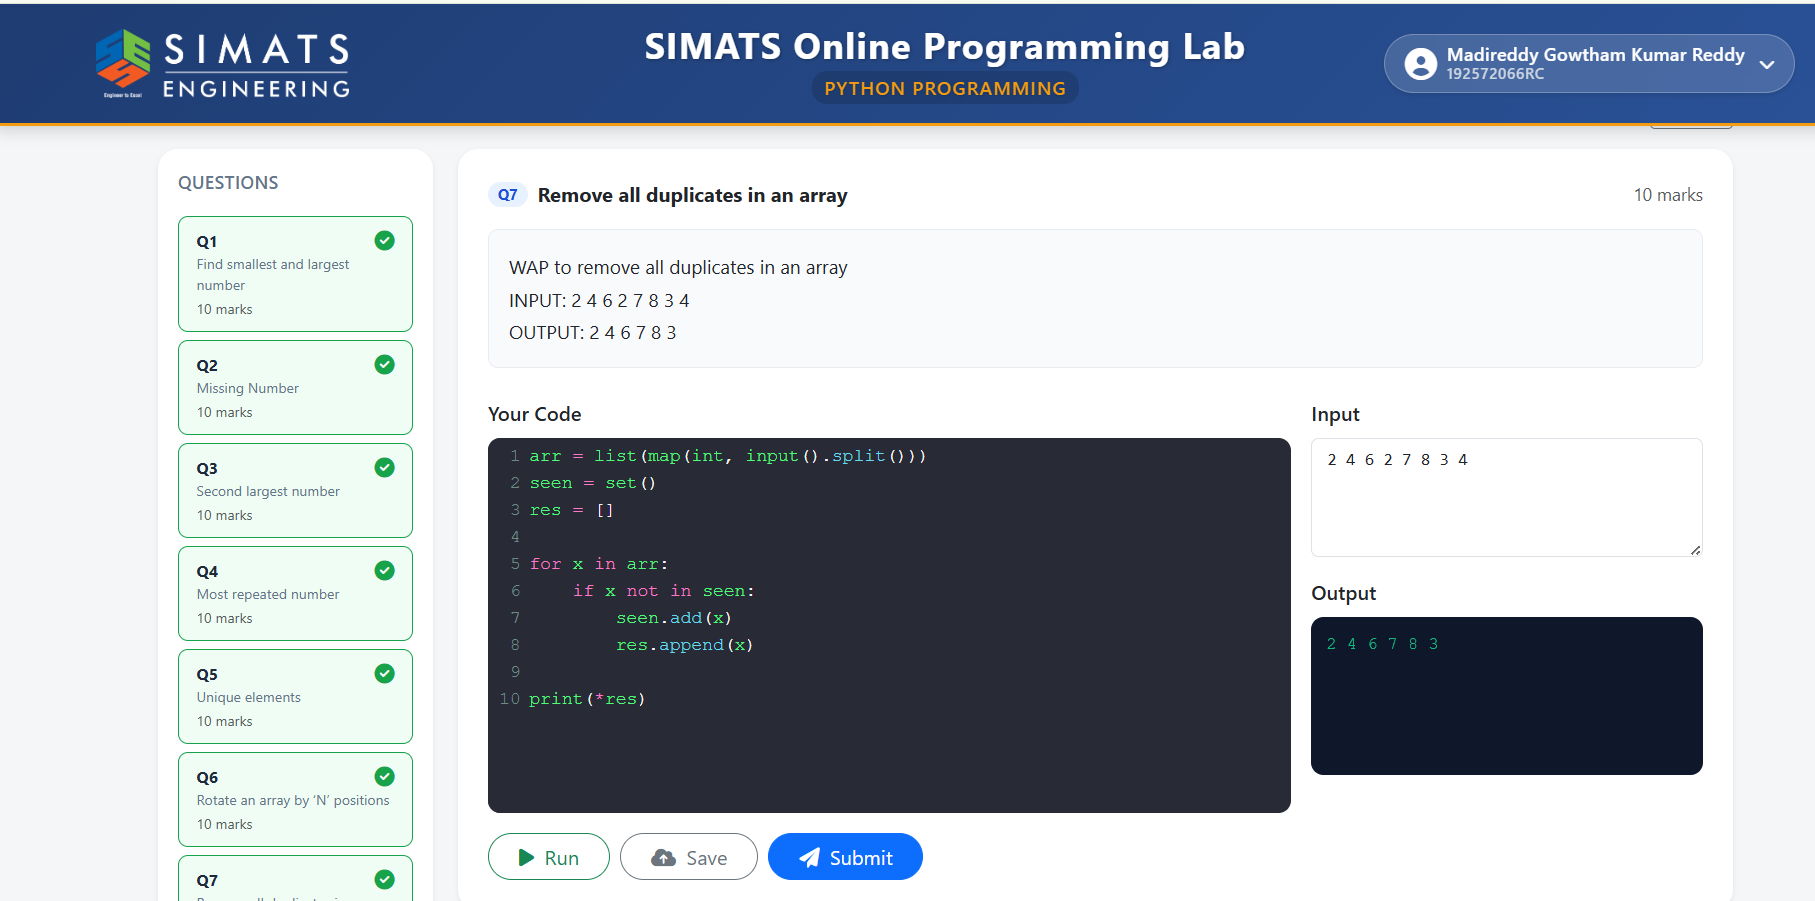 SIMATS
ENGINEERING
Engineer to Excel
SIMATS Online Programming Lab
PYTHON PROGRAMMING
Madireddy Gowtham Kumar Reddy
192572066RC
QUESTIONS
Q1
Find smallest and largest
number
10 marks
Q2
Missing Number
10 marks
Q3
Second largest number
10 marks
Q4
Most repeated number
10 marks
Q5
Unique elements
10 marks
Q6
Rotate an array by ‘N’ positions
10 marks
Q7
Q7 Remove all duplicates in an array
10 marks
WAP to remove all duplicates in an array
INPUT: 2 4 6 2 7 8 3 4
OUTPUT: 2 4 6 7 8 3
Your Code
1 arr = list(map(int, input().split()))
2 seen = set()
3 res = []
4
5 for x in arr:
6     if x not in seen:
7         seen.add(x)
8         res.append(x)
9
10 print(*res)
Run
Save
Submit
Input
2 4 6 2 7 8 3 4
Output
2 4 6 7 8 3